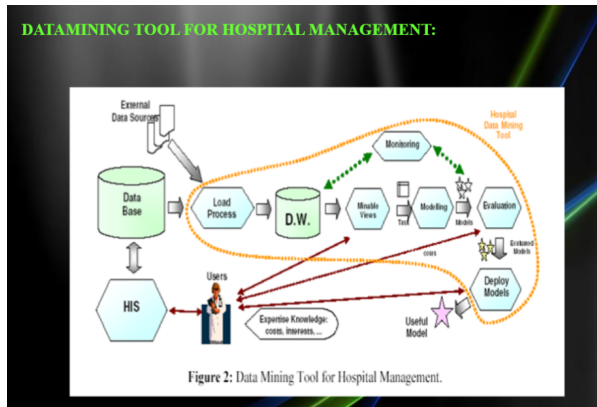 DATAMINING TOOL FOR HOSPITAL MANAGEMENT:
External
Data Sources
Hospital
Data Mining
Tool
Monitoring
Data
Base
Load
Process
D.W.
Minable
Views
Task
Modelling
Models
Evaluation
costs
Evaluated
Models
Users
HIS
Expertise Knowledge:
costs, interests, ...
Deploy
Models
Useful
Model
Figure 2: Data Mining Tool for Hospital Management.